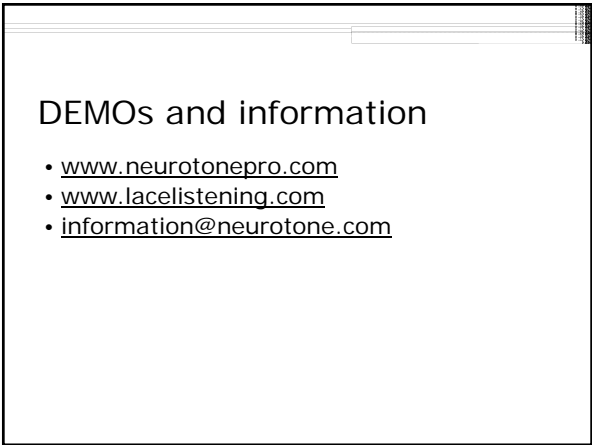 DEMOs and information
• www.neurotonepro.com
• www.lacelistening.com
• information@neurotone.com